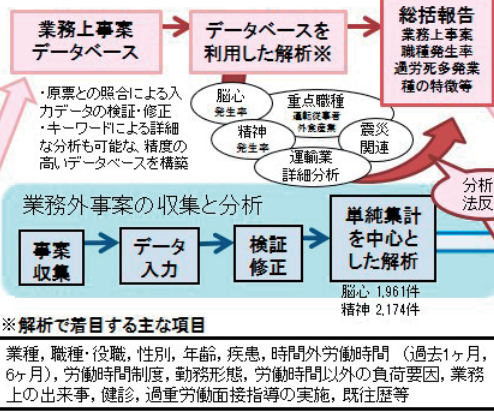 業務上事案
データベース
データベースを
利用した解析※
総括報告
業務上事案
職種発生率
過労死多発業
種の特徴等
・原票との照合による入
力データの検証・修正
・キーワードによる詳細
な分析も可能な、精度の
高いデータベースを構築
脳心
発生率
重点職種
運転従事者
外食産業
精神
発生率
震災
関連
運輸業
詳細分析
分析
法反
業務外事案の収集と分析
事案
収集
データ
入力
検証
修正
単純集計
を中心と
した解析
脳心 1,961件
精神 2,174件
※解析で着目する主な項目
業種, 職種・役職, 性別, 年齢, 疾患, 時間外労働時間 （過去1ヶ月,
6ヶ月), 労働時間制度, 勤務形態, 労働時間以外の負荷要因, 業務
上の出来事, 健診, 過重労働面接指導の実施, 既往歴等